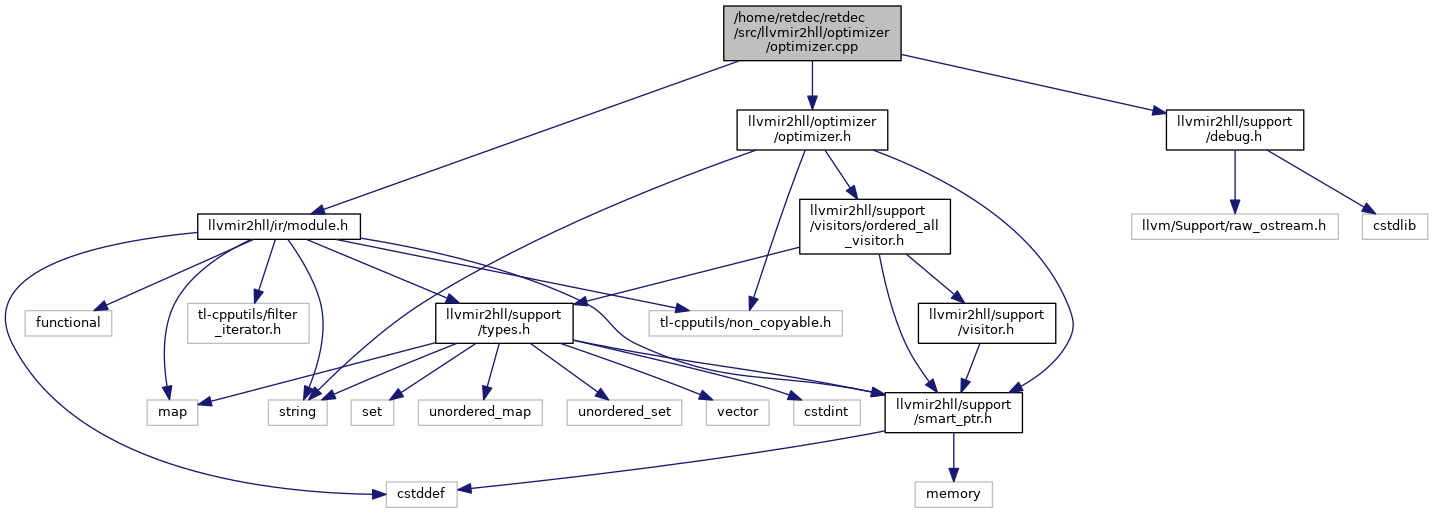 /home/retdec/retdec
/src/llvmir2hll/optimizer
/optimizer.cpp
llvmir2hll/optimizer
/optimizer.h
llvmir2hll/support
/debug.h
llvmir2hll/support
/visitors/ordered_all
_visitor.h
llvmir2hll/ir/module.h
llvm/Support/raw_ostream.h
cstdlib
functional
tl-cpputils/filter
_iterator.h
llvmir2hll/support
/types.h
tl-cpputils/non_copyable.h
llvmir2hll/support
/visitor.h
map
string
set
unordered_map
unordered_set
vector
cstdint
llvmir2hll/support
/smart_ptr.h
cstddef
memory